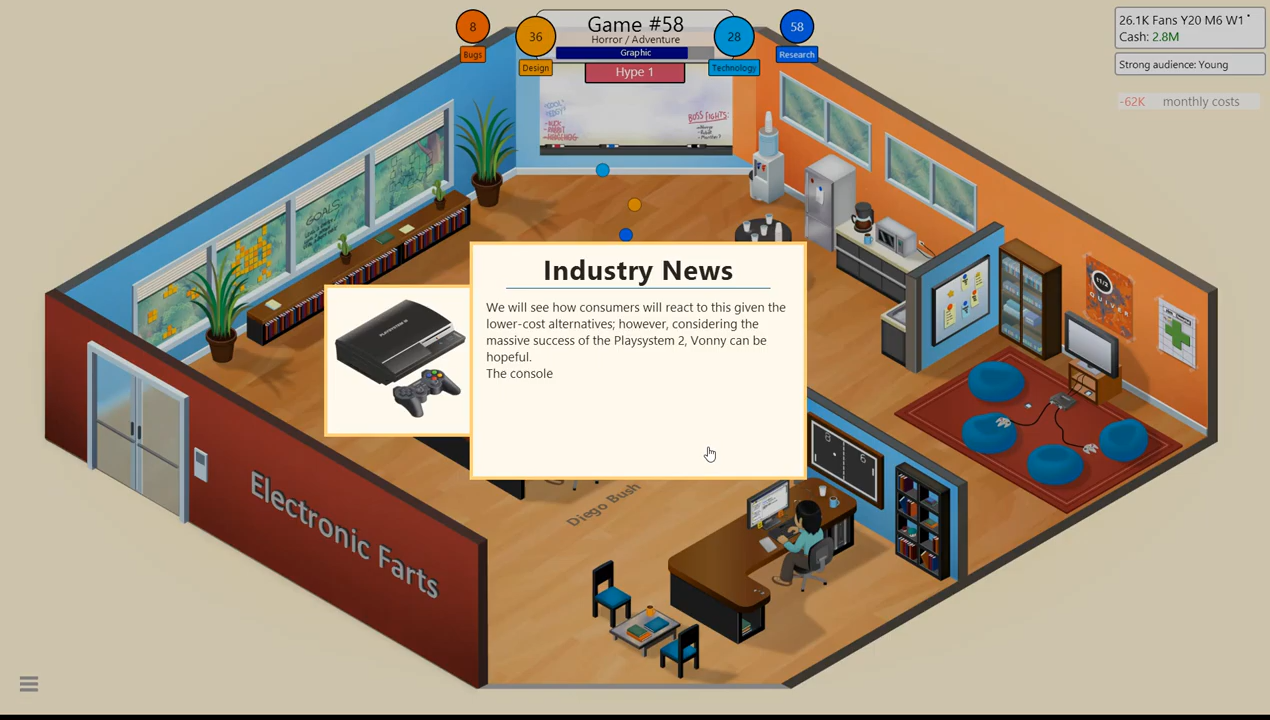 8
Bugs
36
Design
Game #58
Horror / Adventure
Graphic
Hype 1
28
Technology
58
Research
26.1K Fans Y20 M6 W1
Cash: 2.8M
Strong audience: Young
-62K monthly costs
BOSS FIGHTS:
GOALS:
Industry News
We will see how consumers will react to this given the
lower-cost alternatives; however, considering the
massive success of the Playsystem 2, Vonny can be
hopeful.
The console
6
Diego Bush
Electronic Farts